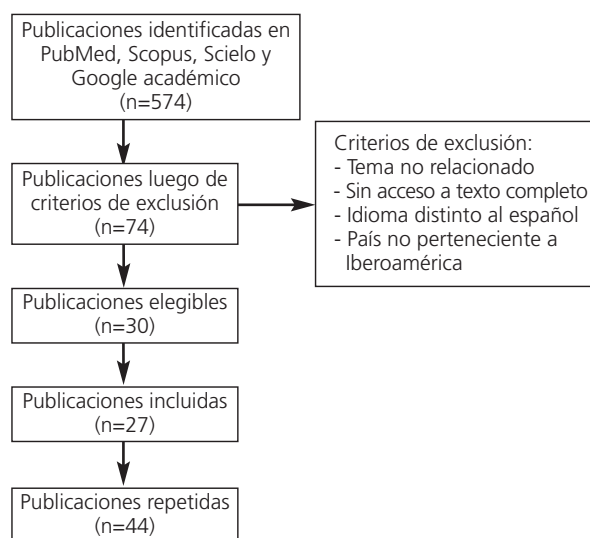 Publicaciones identificadas en
PubMed, Scopus, Scielo y
Google académico
(n=574)
Publicaciones luego de
criterios de exclusión
(n=74)
Criterios de exclusión:
- Tema no relacionado
- Sin acceso a texto completo
- Idioma distinto al español
- País no perteneciente a
Iberoamérica
Publicaciones elegibles
(n=30)
Publicaciones incluidas
(n=27)
Publicaciones repetidas
(n=44)